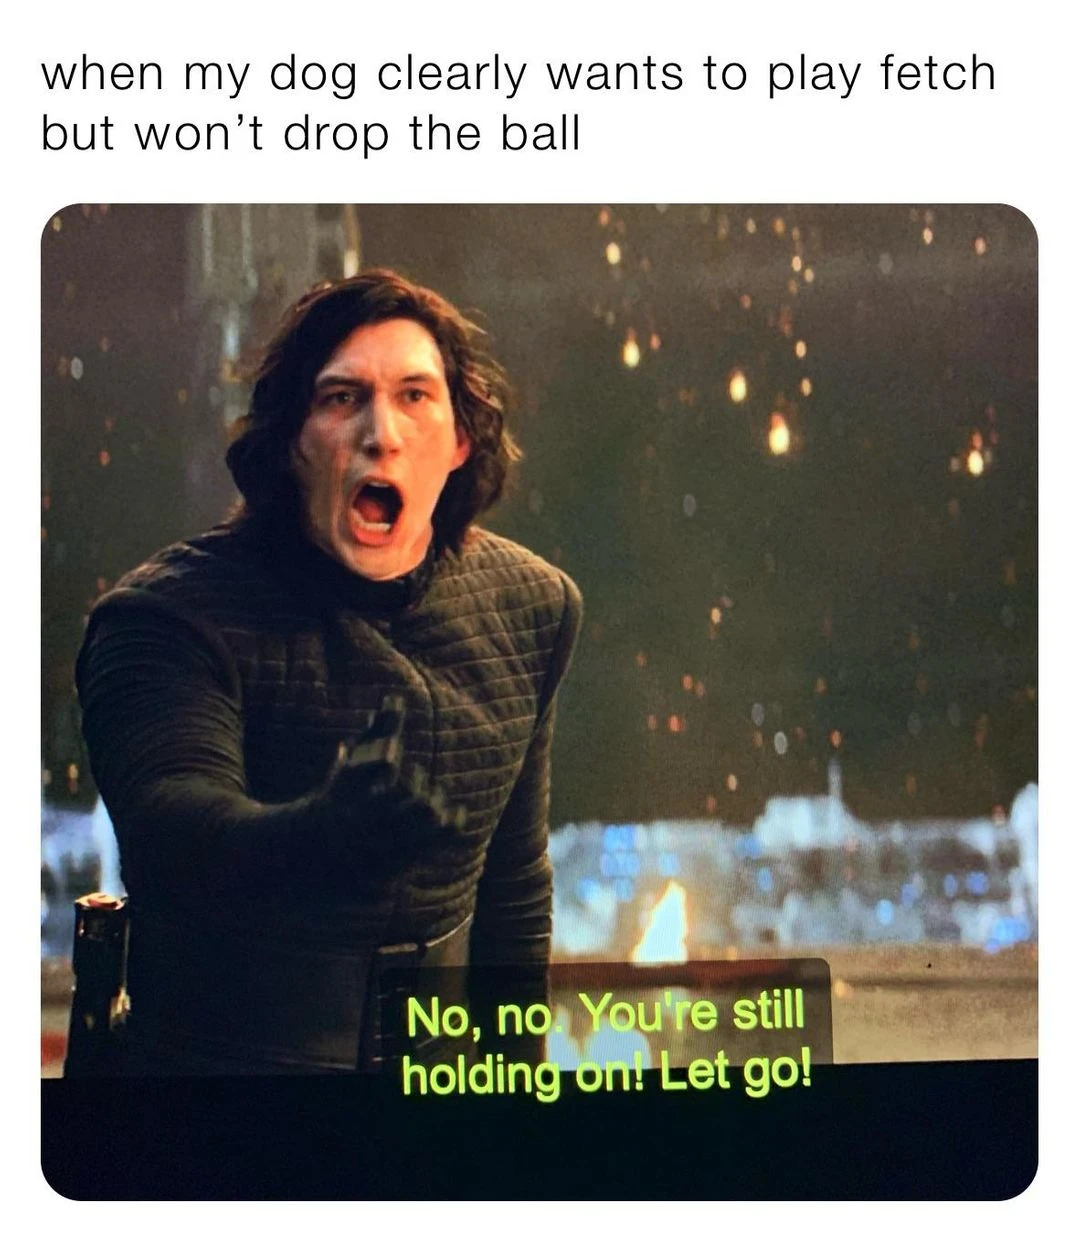 when my dog clearly wants to play fetch
but won’t drop the ball
No, no. You're still
holding on! Let go!